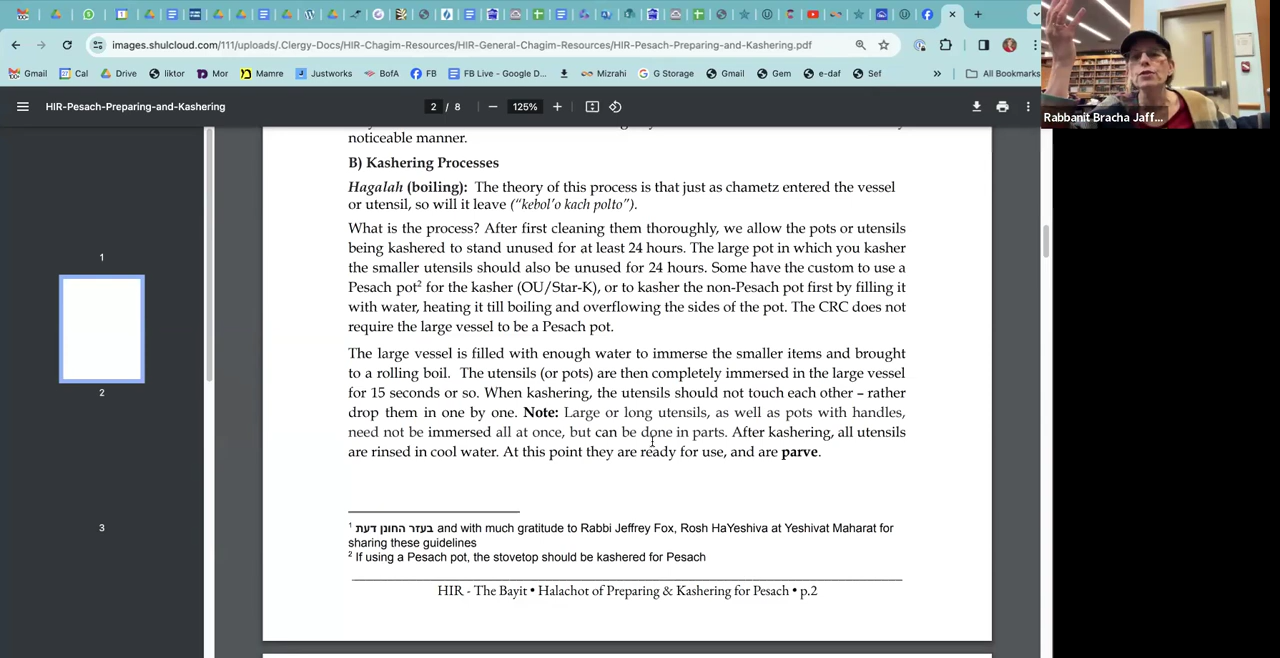 images.shulcloud.com/111/uploads/.Clergy-Docs/HIR-Chagim-Resources/HIR-General-Chagim-Resources/HIR-Pesach-Preparing-and-Kashering.pdf
Gmail Cal Drive liktor Mor Mamre Justworks BofA FB FB Live - Google D... Mizrahi G Storage Gmail Gem e-daf Sef » All Bookmarks
HIR-Pesach-Preparing-and-Kashering 2 / 8 − 125% +
Rabbanit Bracha Jaff...
noticeable manner.
B) Kashering Processes
Hagalah (boiling): The theory of this process is that just as chametz entered the vessel
or utensil, so will it leave (“kebol’o kach polto”).
What is the process? After first cleaning them thoroughly, we allow the pots or utensils
being kashered to stand unused for at least 24 hours. The large pot in which you kasher
the smaller utensils should also be unused for 24 hours. Some have the custom to use a
Pesach pot² for the kasher (OU/Star-K), or to kasher the non-Pesach pot first by filling it
with water, heating it till boiling and overflowing the sides of the pot. The CRC does not
require the large vessel to be a Pesach pot.
The large vessel is filled with enough water to immerse the smaller items and brought
to a rolling boil. The utensils (or pots) are then completely immersed in the large vessel
for 15 seconds or so. When kashering, the utensils should not touch each other – rather
drop them in one by one. Note: Large or long utensils, as well as pots with handles,
need not be immersed all at once, but can be done in parts. After kashering, all utensils
are rinsed in cool water. At this point they are ready for use, and are parve.
¹ בעזר החונן דעת and with much gratitude to Rabbi Jeffrey Fox, Rosh HaYeshiva at Yeshivat Maharat for
sharing these guidelines
² If using a Pesach pot, the stovetop should be kashered for Pesach
HIR - The Bayit • Halachot of Preparing & Kashering for Pesach • p.2
1
2
3